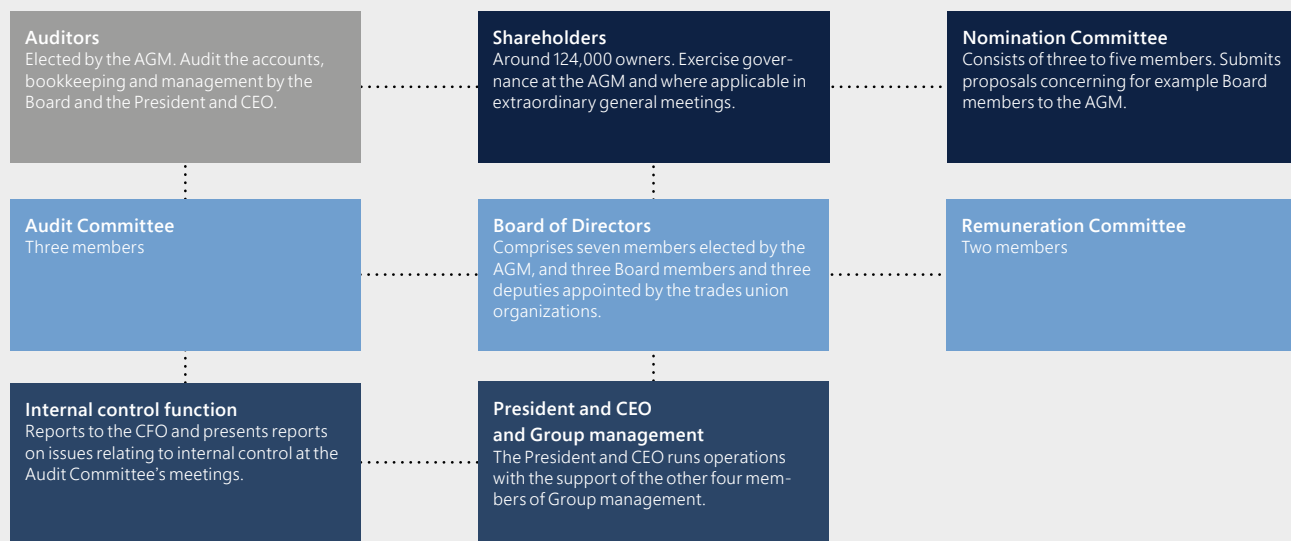 Auditors
Elected by the AGM. Audit the accounts,
bookkeeping and management by the
Board and the President and CEO.
Shareholders
Around 124,000 owners. Exercise gover-
nance at the AGM and where applicable in
extraordinary general meetings.
Nomination Committee
Consists of three to five members. Submits
proposals concerning for example Board
members to the AGM.
Audit Committee
Three members
Board of Directors
Comprises seven members elected by the
AGM, and three Board members and three
deputies appointed by the trades union
organizations.
Remuneration Committee
Two members
Internal control function
Reports to the CFO and presents reports
on issues relating to internal control at the
Audit Committee’s meetings.
President and CEO
and Group management
The President and CEO runs operations
with the support of the other four mem-
bers of Group management.